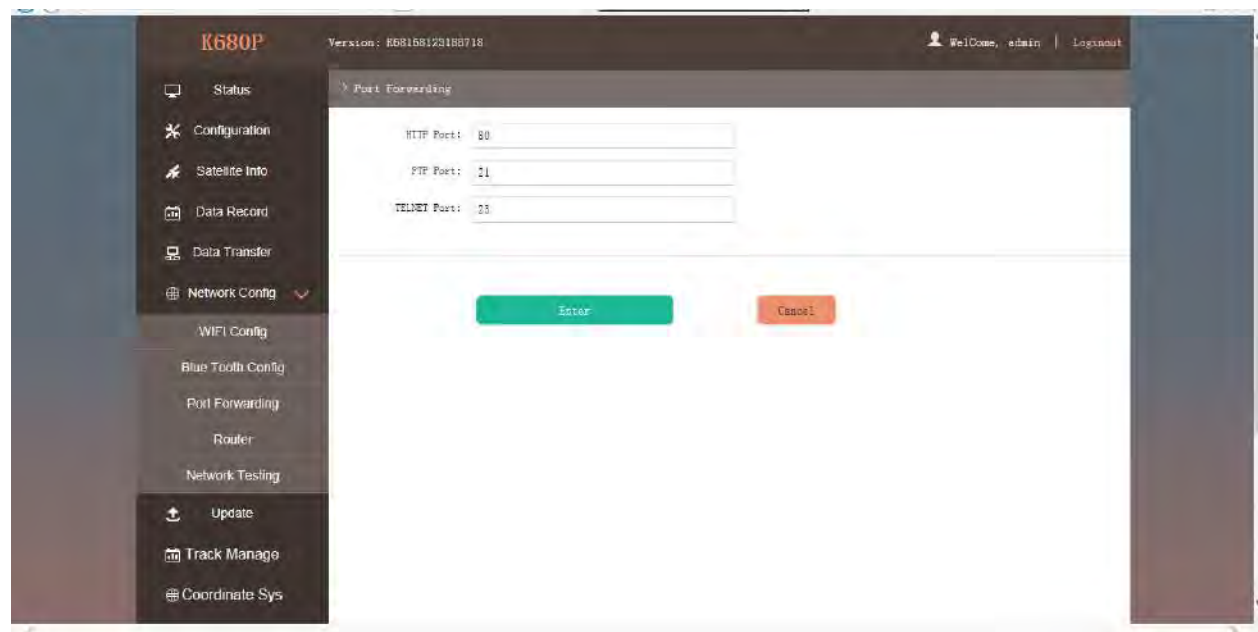 K680P
Version: K68168123188718
WelCome, admin | Loginout
Status
Configuration
Satellite Info
Data Record
Data Transfer
Network Config
WIFI Config
Blue Tooth Config
Port Forwarding
Router
Network Testing
Update
Track Manage
Coordinate Sys
> Port Forwarding
HTTP Port: 80
FTP Port: 21
TELNET Port: 23
Enter
Cancel